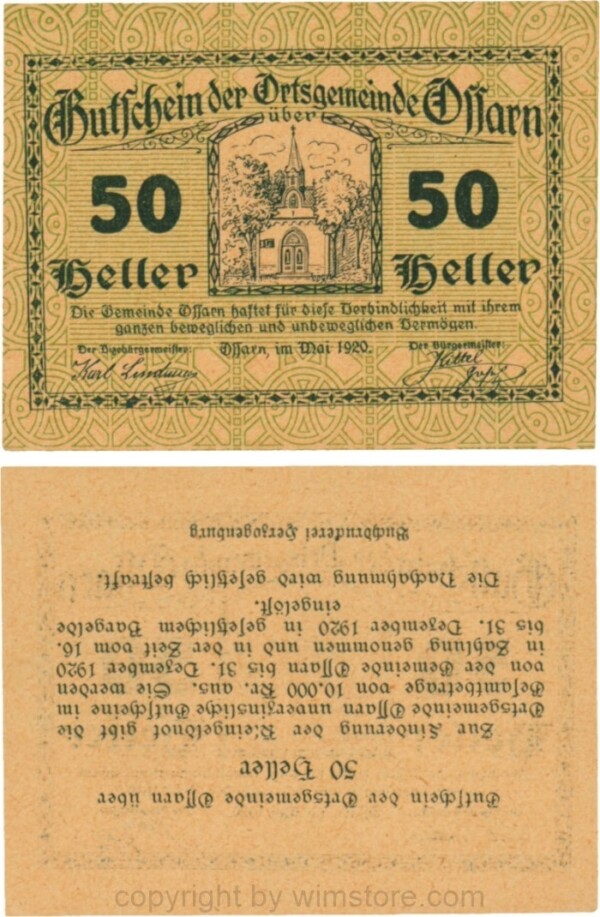 Gutschein der Ortsgemeinde Ossarn
über
50 50
Heller Heller
Die Gemeinde Ossarn haftet für diese Verbindlichkeit mit ihrem
ganzen beweglichen und unbeweglichen Vermögen.
Der Vizebürgermeister: Ossarn, im Mai 1920. Der Bürgermeister:
Karl
Gutschein der Ortsgemeinde Ossarn über
50 Heller
Zur Linderung der Kleingeldnot gibt die
Ortsgemeinde Ossarn unverzinsliche Gutscheine im
Gesamtbetrage von 10.000 Kr. aus. Sie werden
von der Gemeinde Ossarn bis 31. Dezember 1920
in Zahlung genommen und in der Zeit vom 16.
bis 31. Dezember 1920 in gesetzlichem Bargelde
eingelöst.
Die Nachahmung wird gesetzlich bestraft.
Buchdruckerei Herzogenburg
copyright by wimstore.com